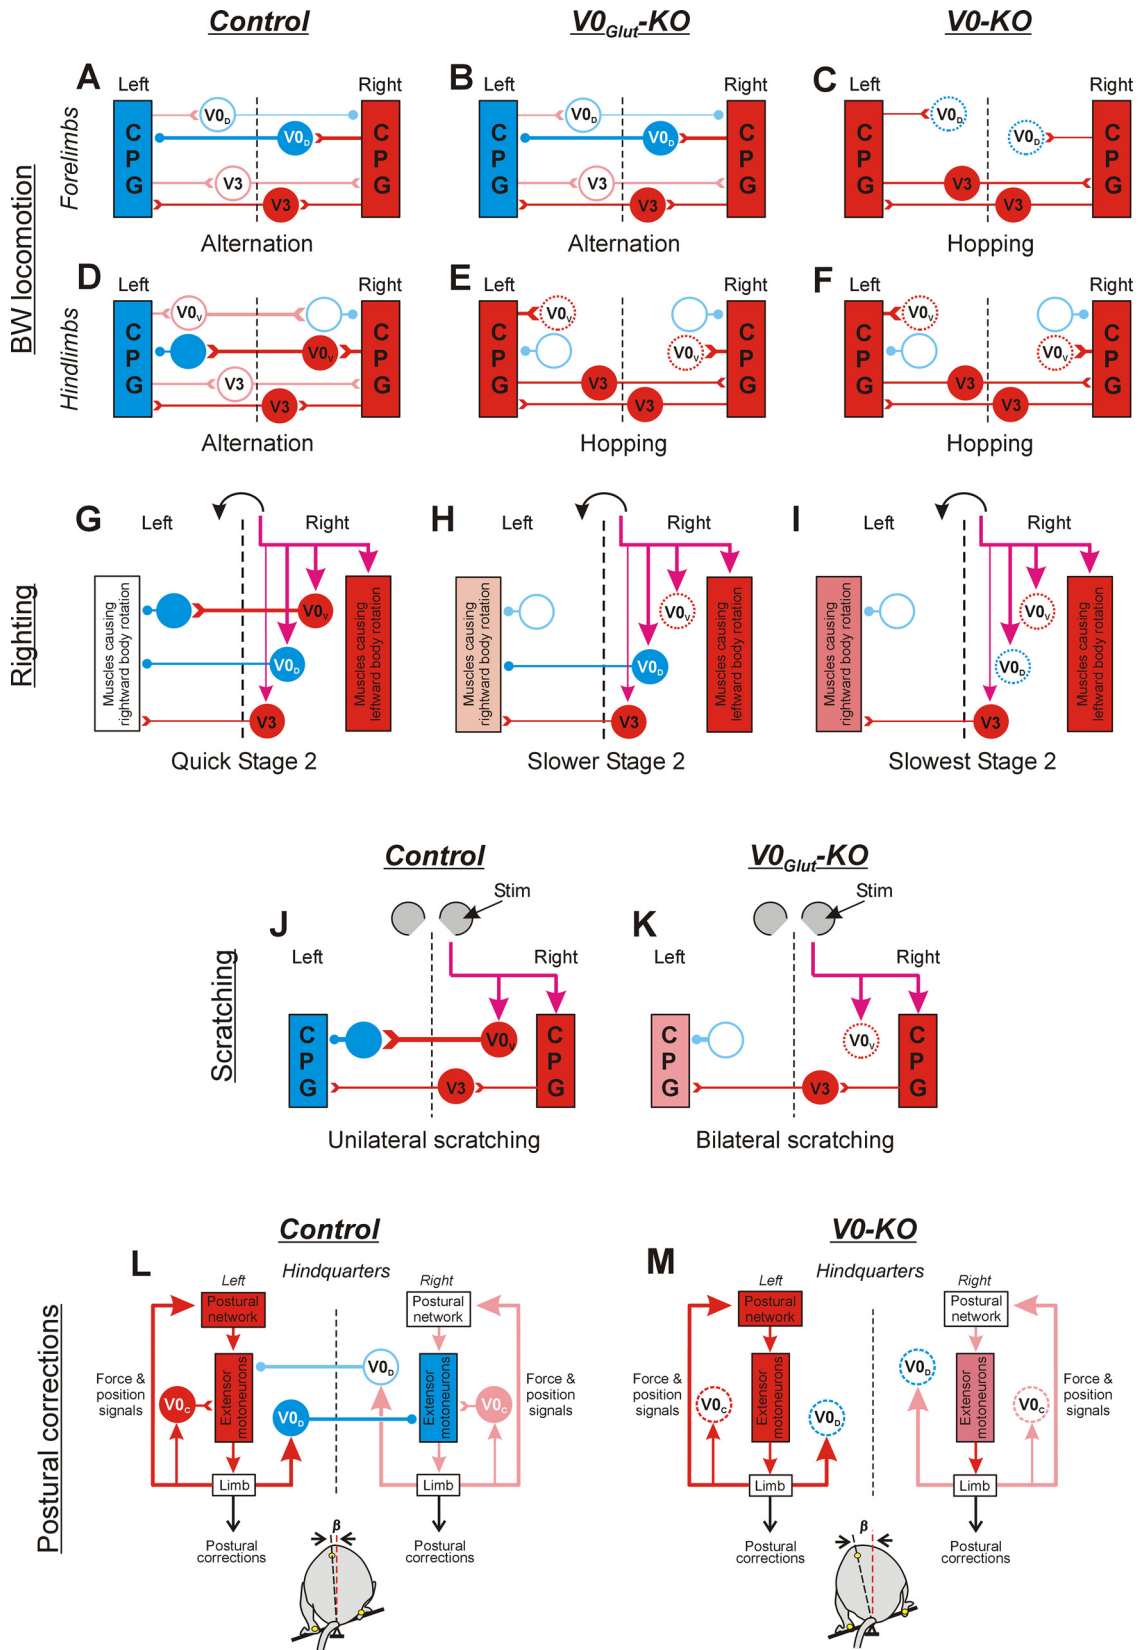 Control V0Glut-KO V0-KO
A Left Right B Left Right C Left Right
BW locomotion
Forelimbs
CPG V0D V0D V3 V3 CPG
CPG V0D V0D V3 V3 CPG
CPG V0D V0D V3 V3 CPG
Alternation Alternation Hopping
D Left Right E Left Right F Left Right
Hindlimbs
CPG V0V V0V V3 V3 CPG
CPG V0V V0V V3 V3 CPG
CPG V0V V0V V3 V3 CPG
Alternation Hopping Hopping
Righting
G Left Right H Left Right I Left Right
Muscles causing
rightward body rotation
V0V V0D V3
Muscles causing
leftward body rotation
Muscles causing
rightward body rotation
V0V V0D V3
Muscles causing
leftward body rotation
Muscles causing
rightward body rotation
V0V V0D V3
Muscles causing
leftward body rotation
Quick Stage 2 Slower Stage 2 Slowest Stage 2
Control V0Glut-KO
J Stim K Stim
Scratching
Left Right Left Right
CPG V0V V3 CPG
CPG V0V V3 CPG
Unilateral scratching Bilateral scratching
Control V0-KO
L Hindquarters M Hindquarters
Postural corrections
Left Right Left Right
Postural
network
Postural
network
Postural
network
Postural
network
Force &
position
signals
V0C
Extensor
motoneurons
V0D
V0D
Extensor
motoneurons
V0C
Force &
position
signals
V0C
Extensor
motoneurons
V0D
V0D
Extensor
motoneurons
V0C
Force &
position
signals
Limb Limb Limb Limb
Postural
corrections
Postural
corrections
Postural
corrections
Postural
corrections
β β